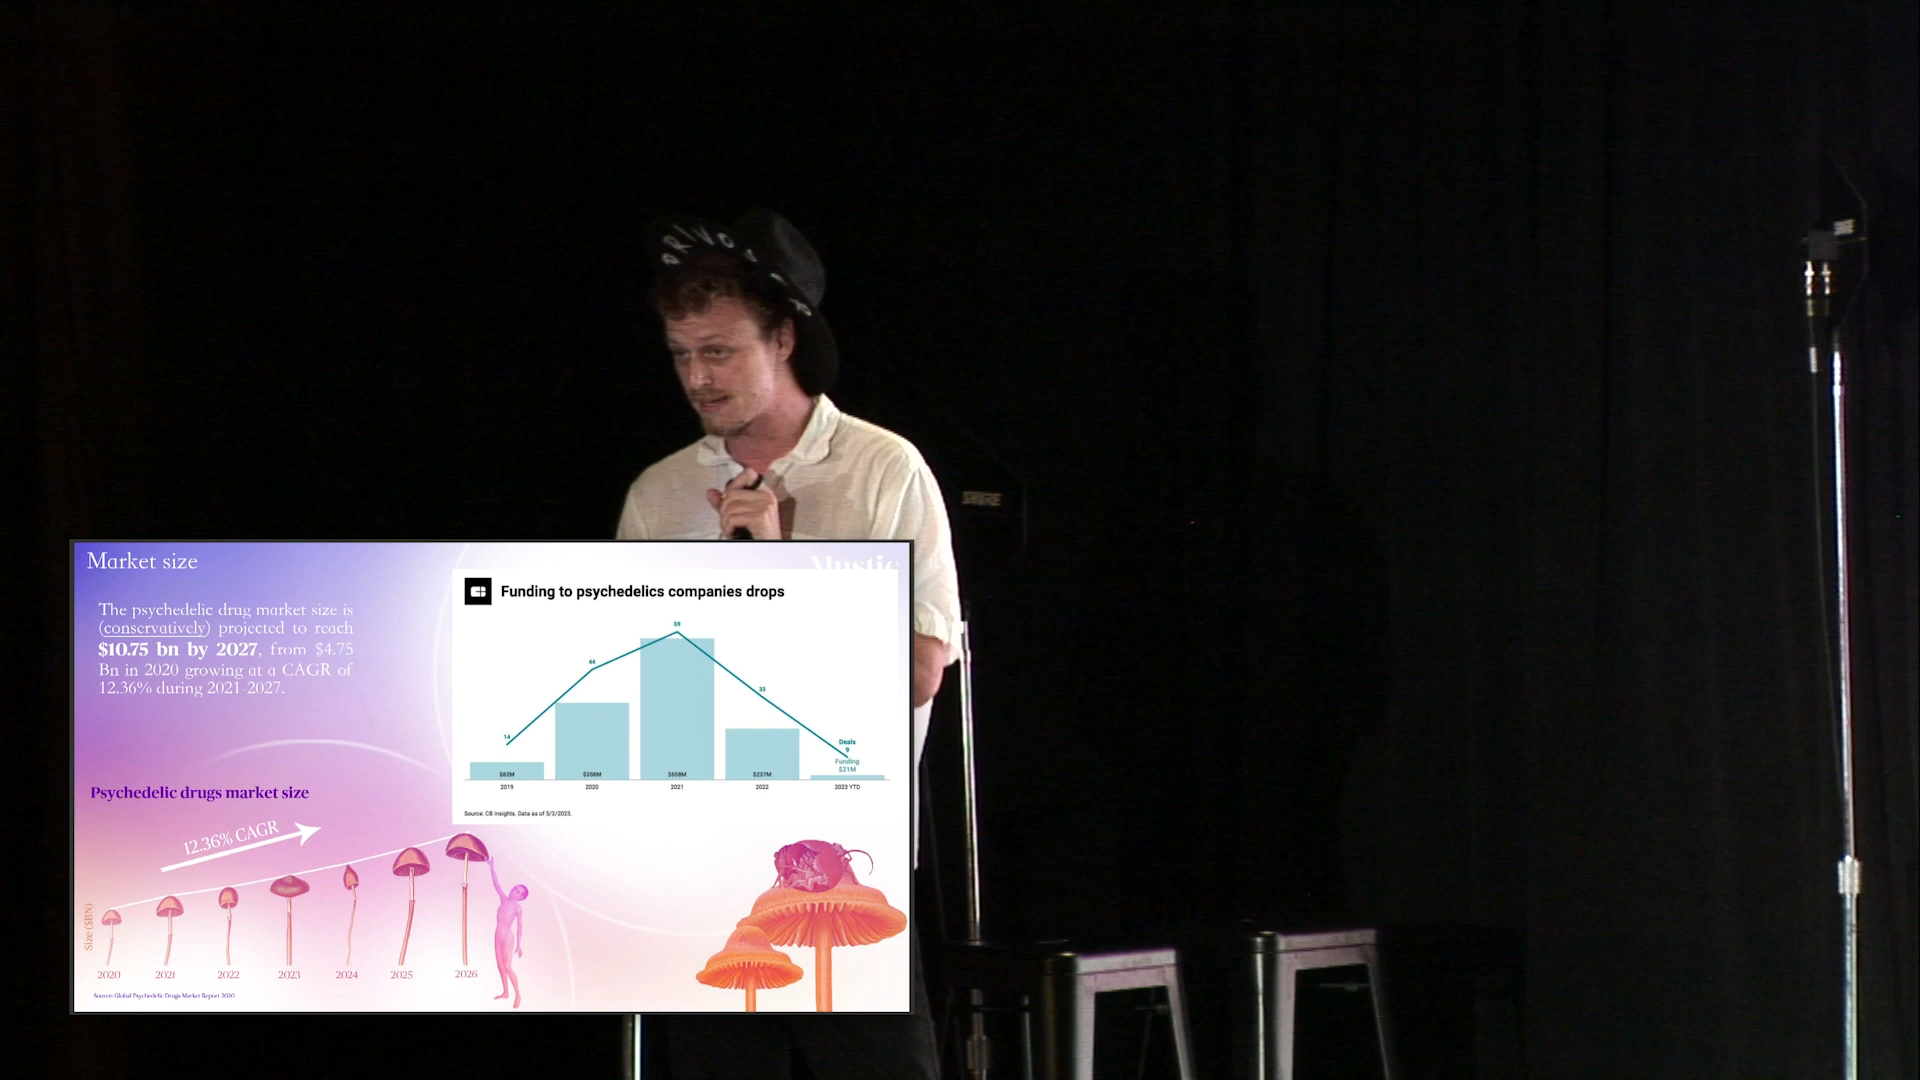 SHURE
Market size
The psychedelic drug market size is
(conservatively) projected to reach
$10.75 bn by 2027, from $4.75
Bn in 2020 growing at a CAGR of
12.36% during 2021-2027.
Mustic
Funding to psychedelics companies drops
59
44
33
14
Deals
9
Funding
$21M
$82M
$358M
$658M
$237M
2019
2020
2021
2022
2023 YTD
Source: CB Insights. Data as of 5/2/2023.
Psychedelic drugs market size
12.36% CAGR
Size ($BN)
2020
2021
2022
2023
2024
2025
2026
Source: Global Psychedelic Drugs Market Report 2020